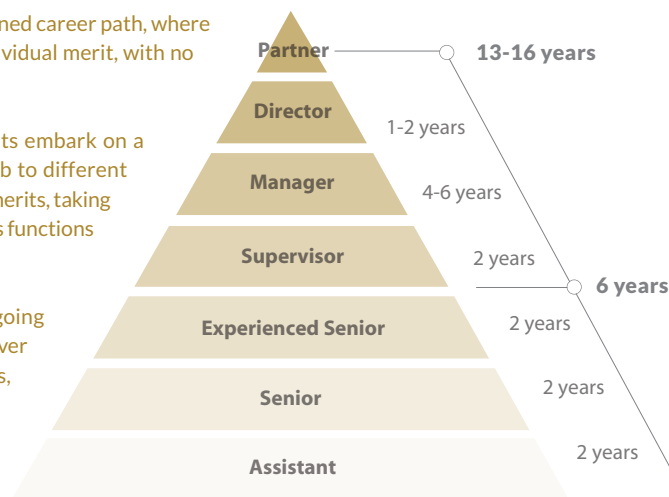 ned career path, where
vidual merit, with no
ts embark on a
b to different
merits, taking
s functions
going
ver
s,
Partner
13-16 years
Director
1-2 years
Manager
4-6 years
Supervisor
2 years
6 years
Experienced Senior
2 years
Senior
2 years
Assistant
2 years